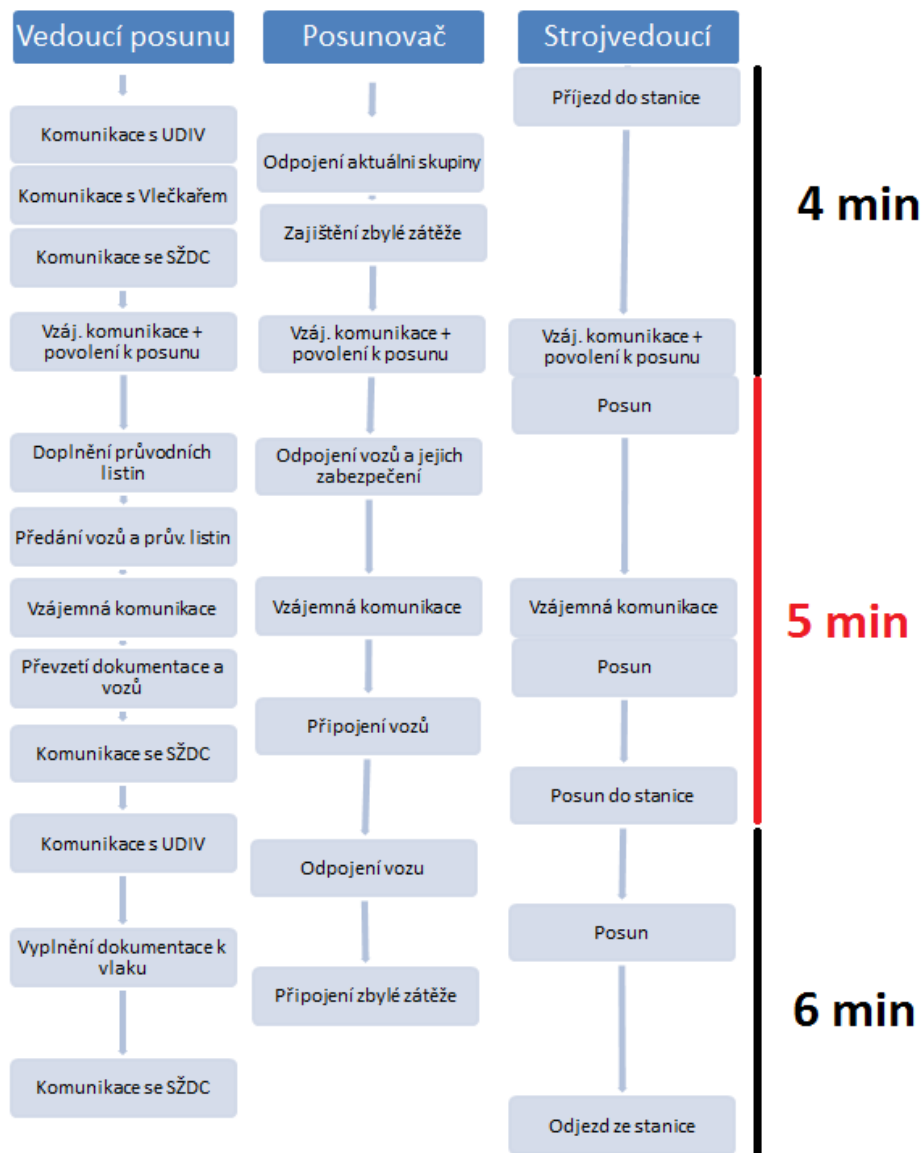 Vedoucí posunu
Komunikace s UDIV
Komunikace s Vlečkařem
Komunikace se SŽDC
Vzáj. komunikace +
povolení k posunu
Doplnění průvodních
listin
Předání vozů a prův. listin
Vzájemná komunikace
Převzetí dokumentace a
vozů
Komunikace se SŽDC
Komunikace s UDIV
Vyplnění dokumentace k
vlaku
Komunikace se SŽDC
Posunovač
Odpojení aktuálni skupiny
Zajištění zbylé zátěže
Vzáj. komunikace +
povolení k posunu
Odpojení vozů a jejich
zabezpečení
Vzájemná komunikace
Připojení vozů
Odpojení vozu
Připojení zbylé zátěže
Strojvedoucí
Příjezd do stanice
Vzáj. komunikace +
povolení k posunu
Posun
Vzájemná komunikace
Posun
Posun do stanice
Posun
Odjezd ze stanice
4 min
5 min
6 min